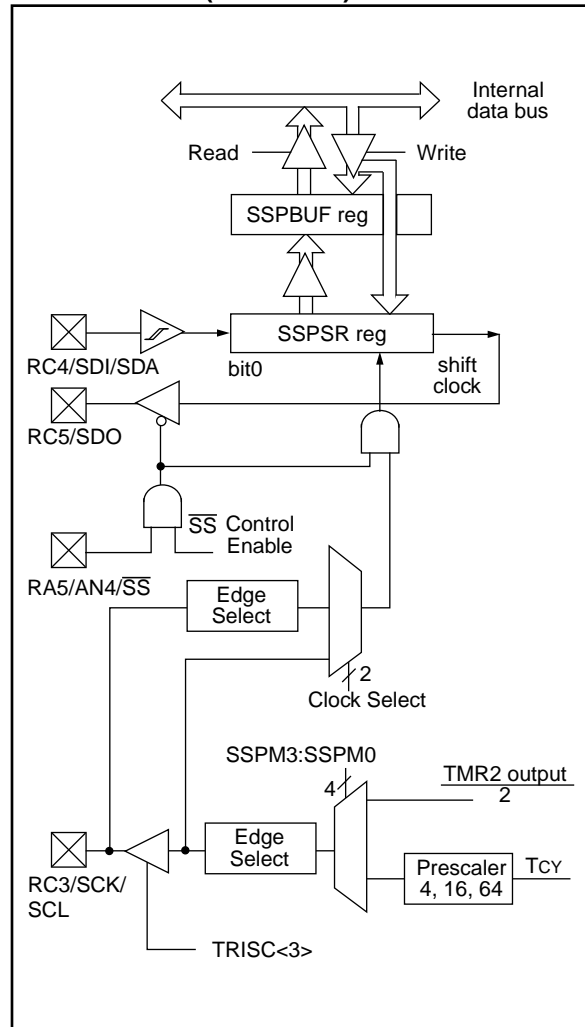 Internal
data bus
Read
Write
SSPBUF reg
SSPSR reg
RC4/SDI/SDA
bit0
shift
clock
RC5/SDO
SS Control
Enable
RA5/AN4/SS
Edge
Select
2
Clock Select
SSPM3:SSPM0
TMR2 output
4
2
Edge
Select
Prescaler
4, 16, 64
TCY
RC3/SCK/
SCL
TRISC<3>